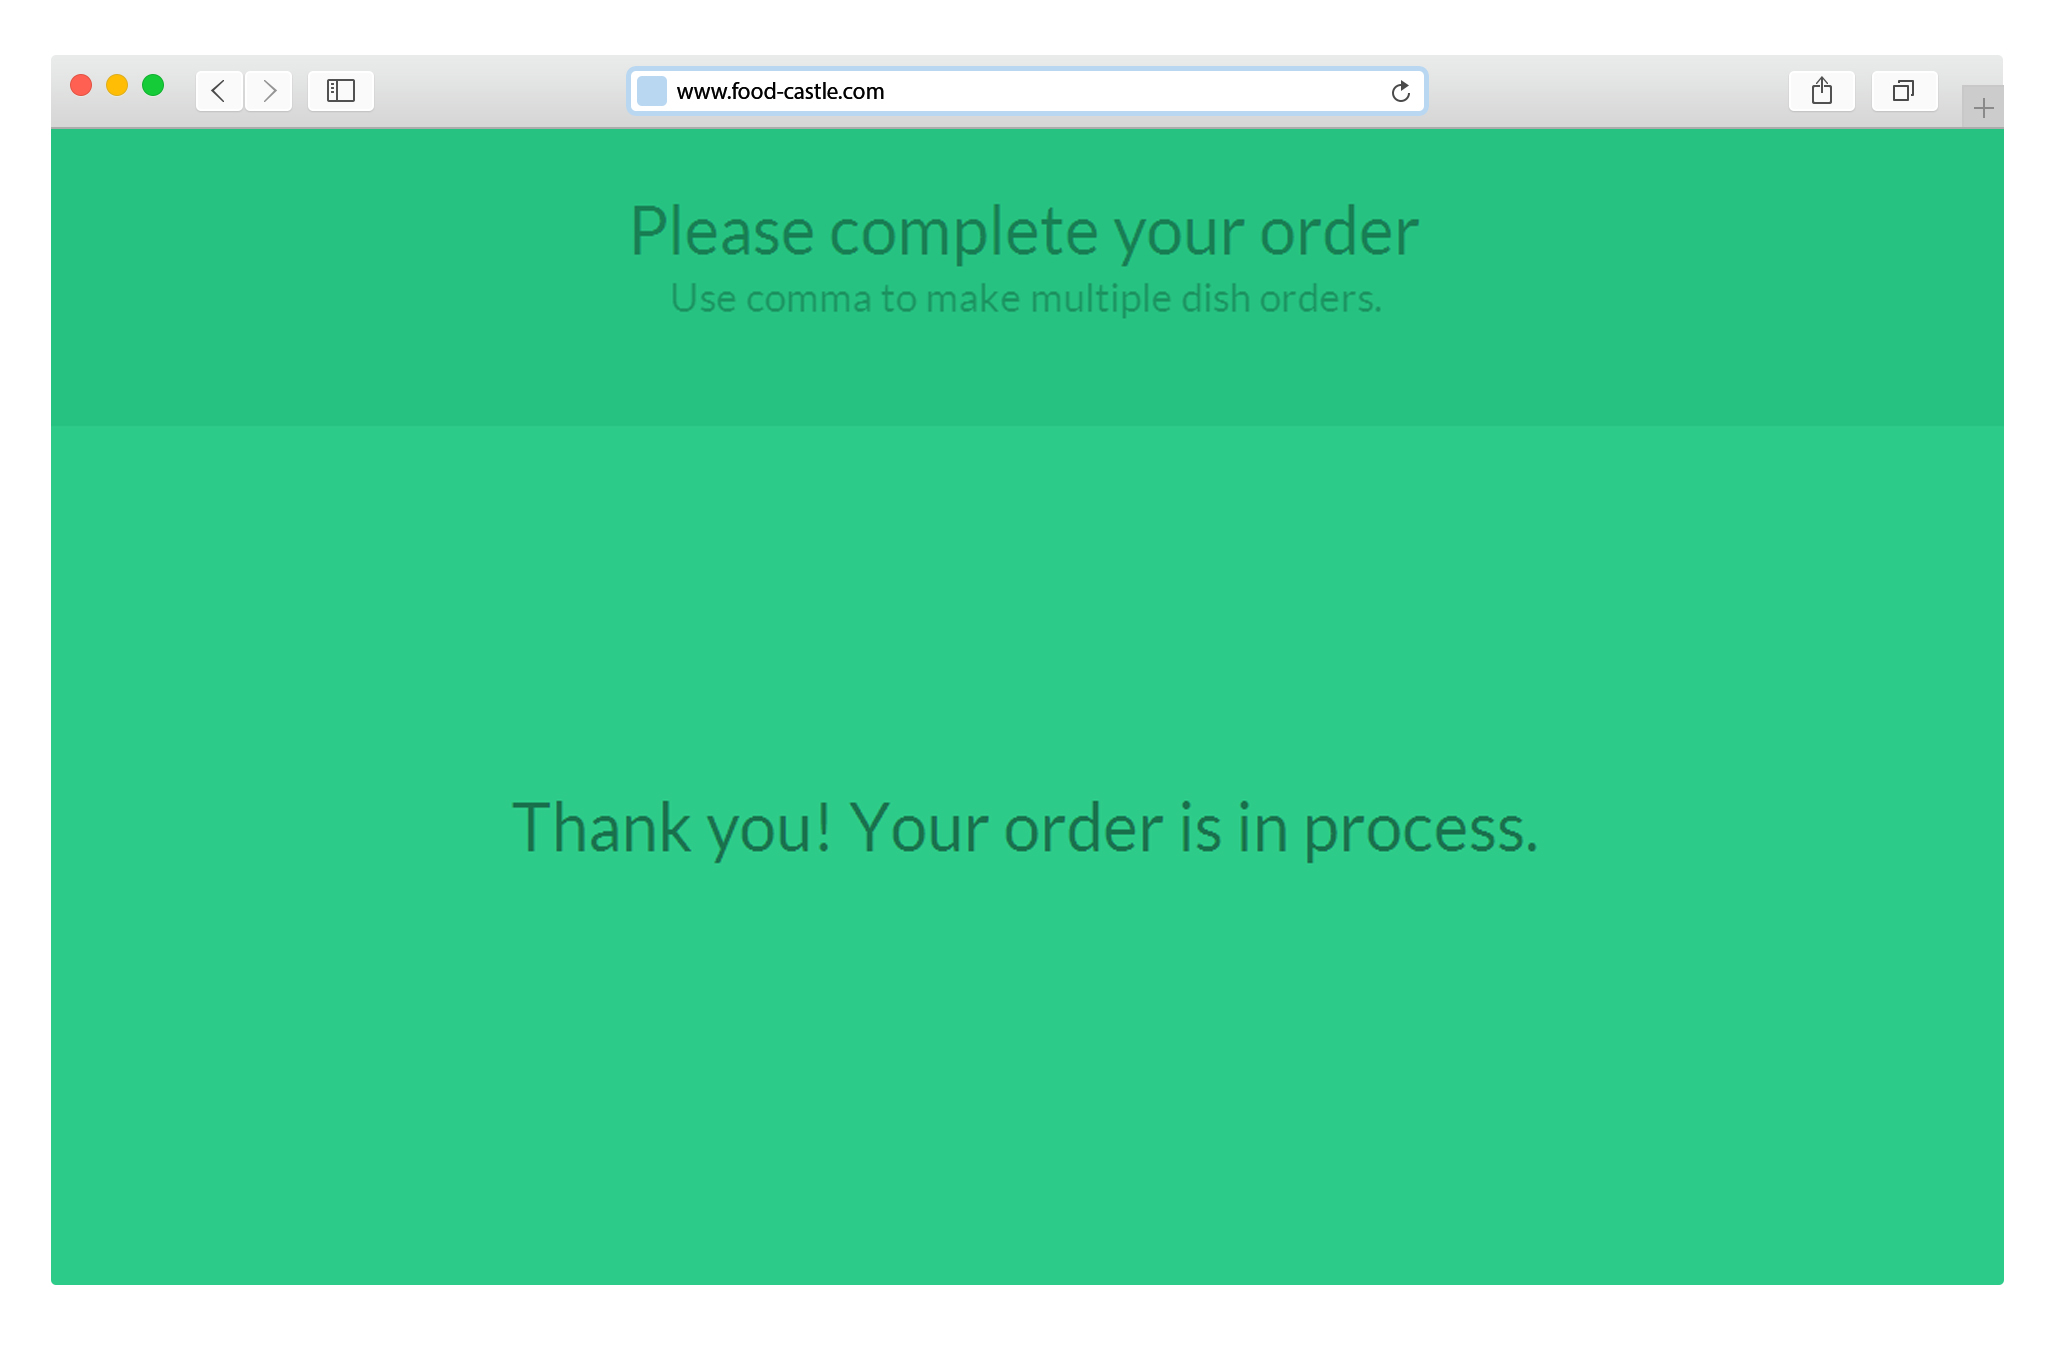 www.food-castle.com
Please complete your order
Use comma to make multiple dish orders.
Thank you! Your order is in process.